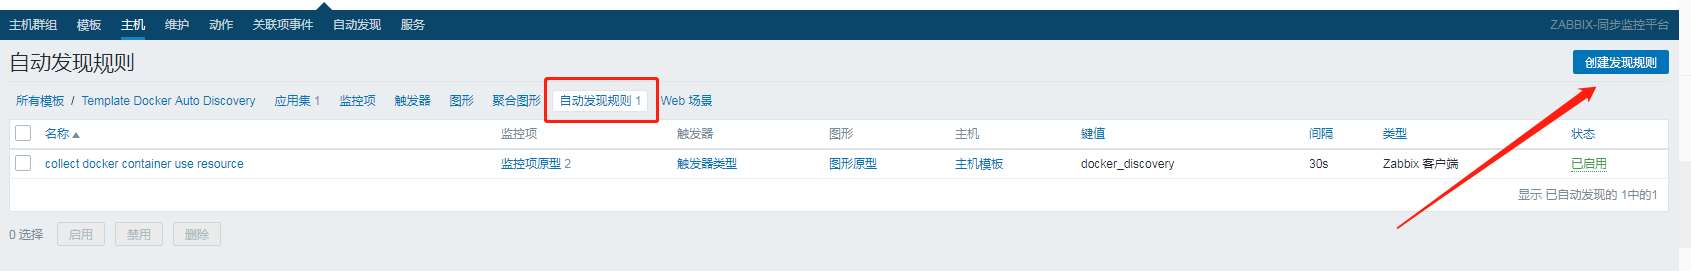 主机群组 模板 主机 维护 动作 关联项事件 自动发现 服务 ZABBIX-同步监控平台
自动发现规则 创建发现规则
所有模板 / Template Docker Auto Discovery 应用集 1 监控项 触发器 图形 聚合图形 自动发现规则 1 Web 场景
名称 监控项 触发器 图形 主机 键值 间隔 类型 状态
collect docker container use resource 监控项原型 2 触发器类型 图形原型 主机模板 docker_discovery 30s Zabbix 客户端 已启用
显示 已自动发现的 1中的1
0 选择 启用 禁用 删除